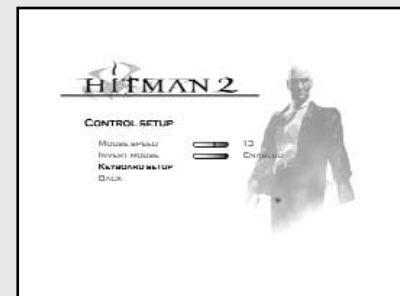 HITMAN 2
CONTROL SETUP
MOUSE SPEED 13
INVERT MOUSE ENABLED
KEYBOARD SETUP
BACK